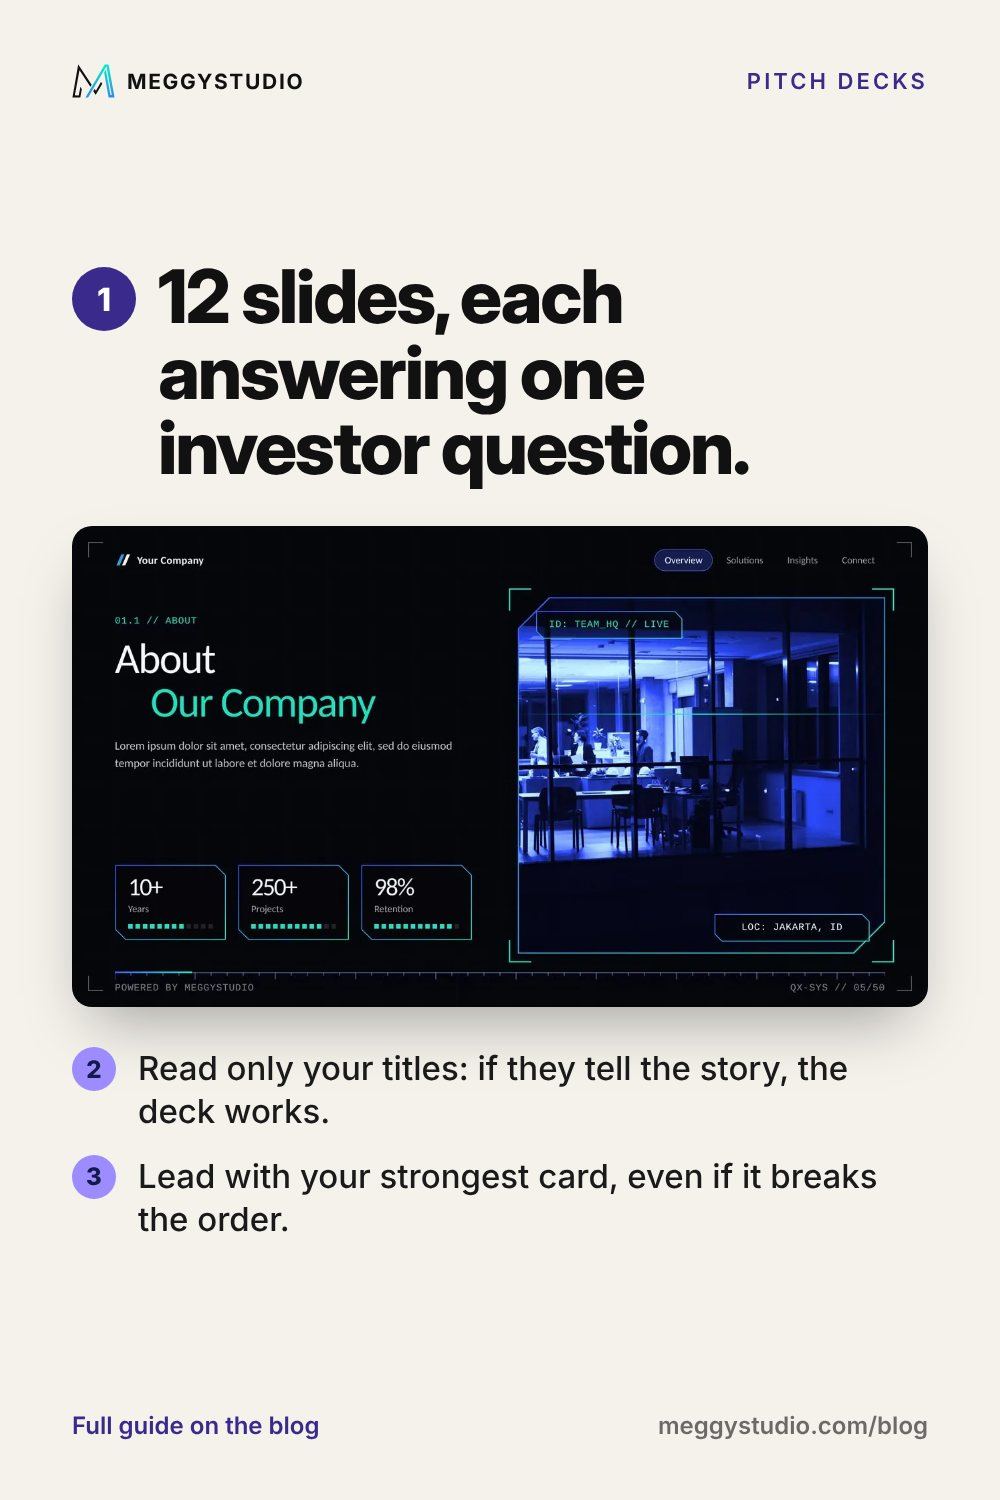 MEGGYSTUDIO
PITCH DECKS
1
12 slides, each
answering one
investor question.
Your Company
Overview
Solutions
Insights
Connect
01.1 // ABOUT
About
Our Company
Lorem ipsum dolor sit amet, consectetur adipiscing elit, sed do eiusmod
tempor incididunt ut labore et dolore magna aliqua.
10+
Years
250+
Projects
98%
Retention
ID: TEAM_HQ // LIVE
LOC: JAKARTA, ID
POWERED BY MEGGYSTUDIO
QX-SYS // 05/50
2
Read only your titles: if they tell the story, the
deck works.
3
Lead with your strongest card, even if it breaks
the order.
Full guide on the blog
meggystudio.com/blog